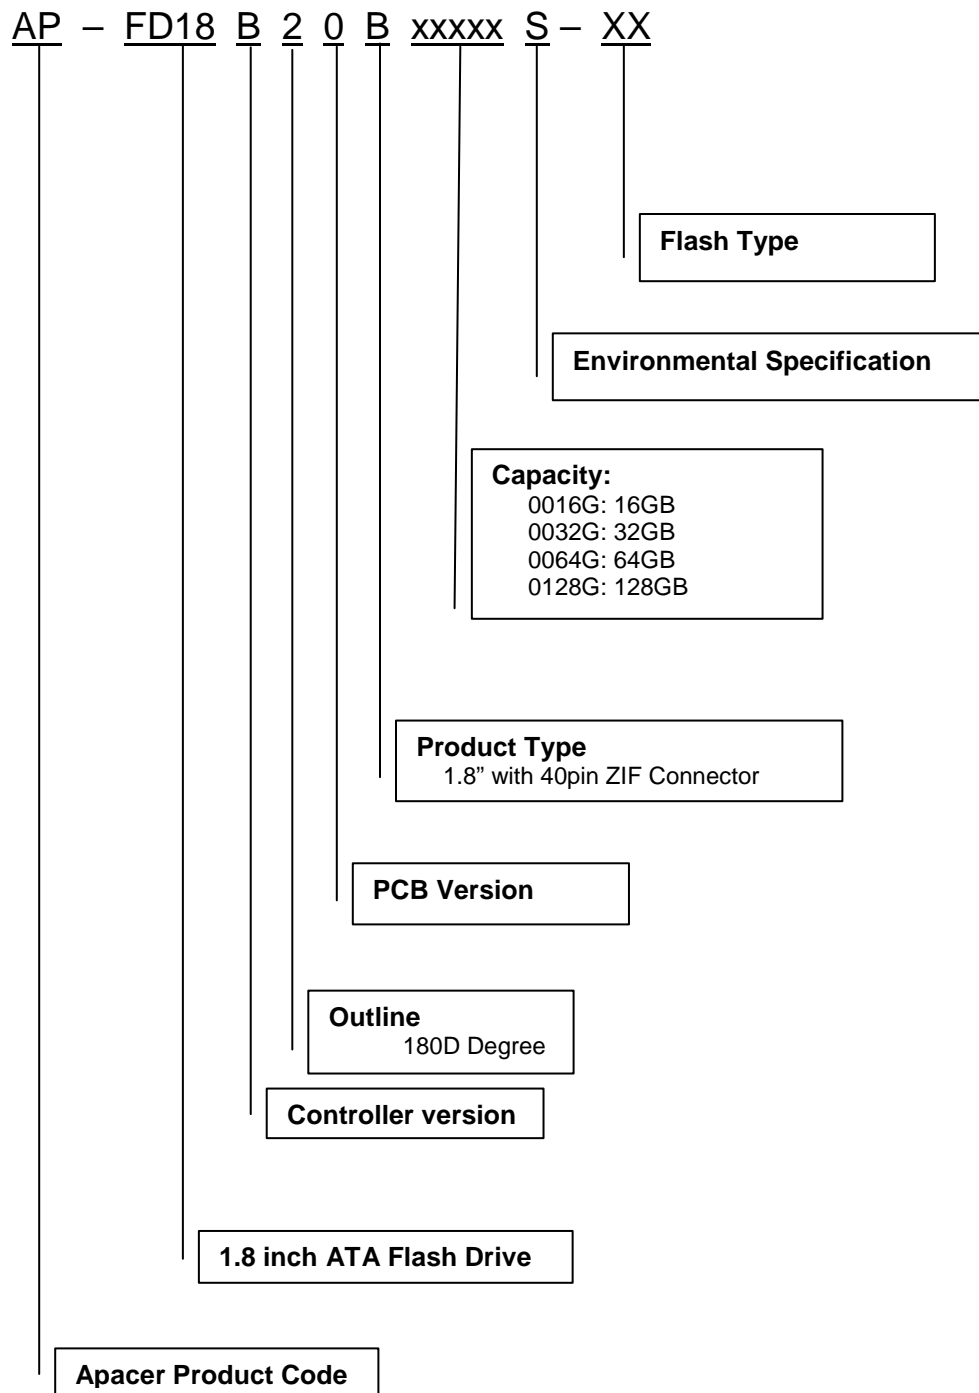 AP – FD18 B 2 0 B xxxxx S – XX
Flash Type
Environmental Specification
Capacity:
0016G: 16GB
0032G: 32GB
0064G: 64GB
0128G: 128GB
Product Type
1.8” with 40pin ZIF Connector
PCB Version
Outline
180D Degree
Controller version
1.8 inch ATA Flash Drive
Apacer Product Code